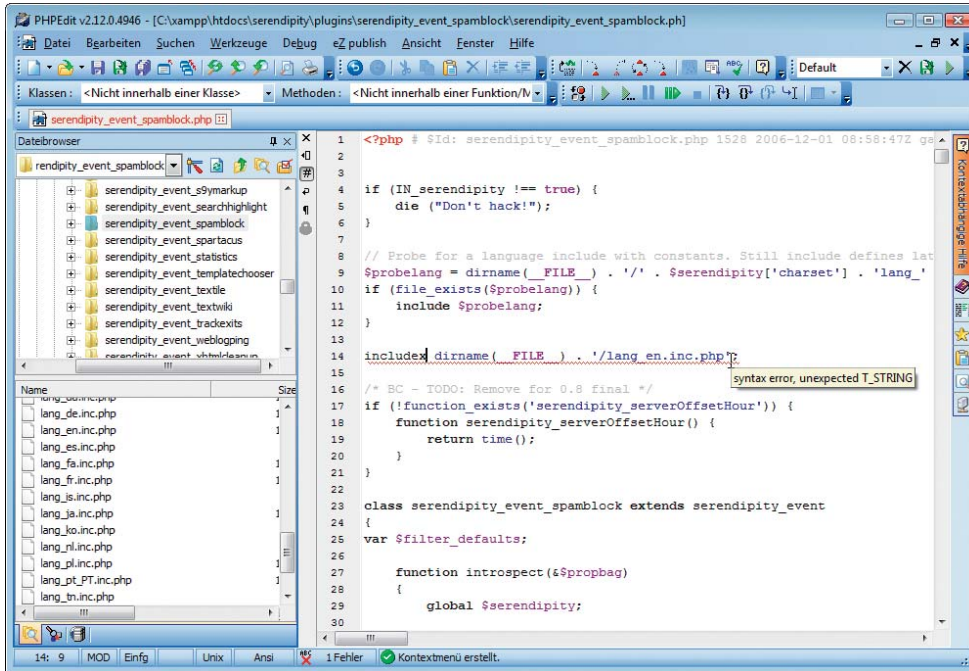 PHPEdit v2.12.0.4946 - [C:\xampp\htdocs\serendipity\plugins\serendipity_event_spamblock\serendipity_event_spamblock.ph]
Datei Bearbeiten Suchen Werkzeuge Debug eZ publish Ansicht Fenster Hilfe
Default
Klassen: <Nicht innerhalb einer Klasse> Methoden: <Nicht innerhalb einer Funktion/
serendipity_event_spamblock.php
Dateibrowser
rendipity_event_spamblock
serendipity_event_s9ymarkup
serendipity_event_searchhighlight
serendipity_event_spamblock
serendipity_event_spartacus
serendipity_event_statistics
serendipity_event_templatechooser
serendipity_event_textile
serendipity_event_textwiki
serendipity_event_trackexits
serendipity_event_weblogping
serendipity_event_xhtmlcleanup
Name Size
lang_de.inc.php
lang_en.inc.php
lang_es.inc.php
lang_fa.inc.php
lang_fr.inc.php
lang_is.inc.php
lang_ja.inc.php
lang_ko.inc.php
lang_nl.inc.php
lang_pl.inc.php
lang_pt_PT.inc.php
lang_tn.inc.php
1 <?php # $Id: serendipity_event_spamblock.php 1528 2006-12-01 08:58:47Z ga
2
3
4 if (IN_serendipity !== true) {
5 die ("Don't hack!");
6 }
7
8 // Probe for a language include with constants. Still include defines lat
9 $probelang = dirname(__FILE__) . '/' . $serendipity['charset'] . 'lang_'
10 if (file_exists($probelang)) {
11 include $probelang;
12 }
13
14 includex dirname(__FILE__) . '/lang_en.inc.php';
15
syntax error, unexpected T_STRING
16 /* BC - TODO: Remove for 0.8 final */
17 if (!function_exists('serendipity_serverOffsetHour')) {
18 function serendipity_serverOffsetHour() {
19 return time();
20 }
21 }
22
23 class serendipity_event_spamblock extends serendipity_event
24 {
25 var $filter_defaults;
26
27 function introspect(&$propbag)
28 {
29 global $serendipity;
30
Kontextabhängige Hilfe
14: 9 MOD Einfg Unix Ansi 1 Fehler Kontextmenü erstellt.